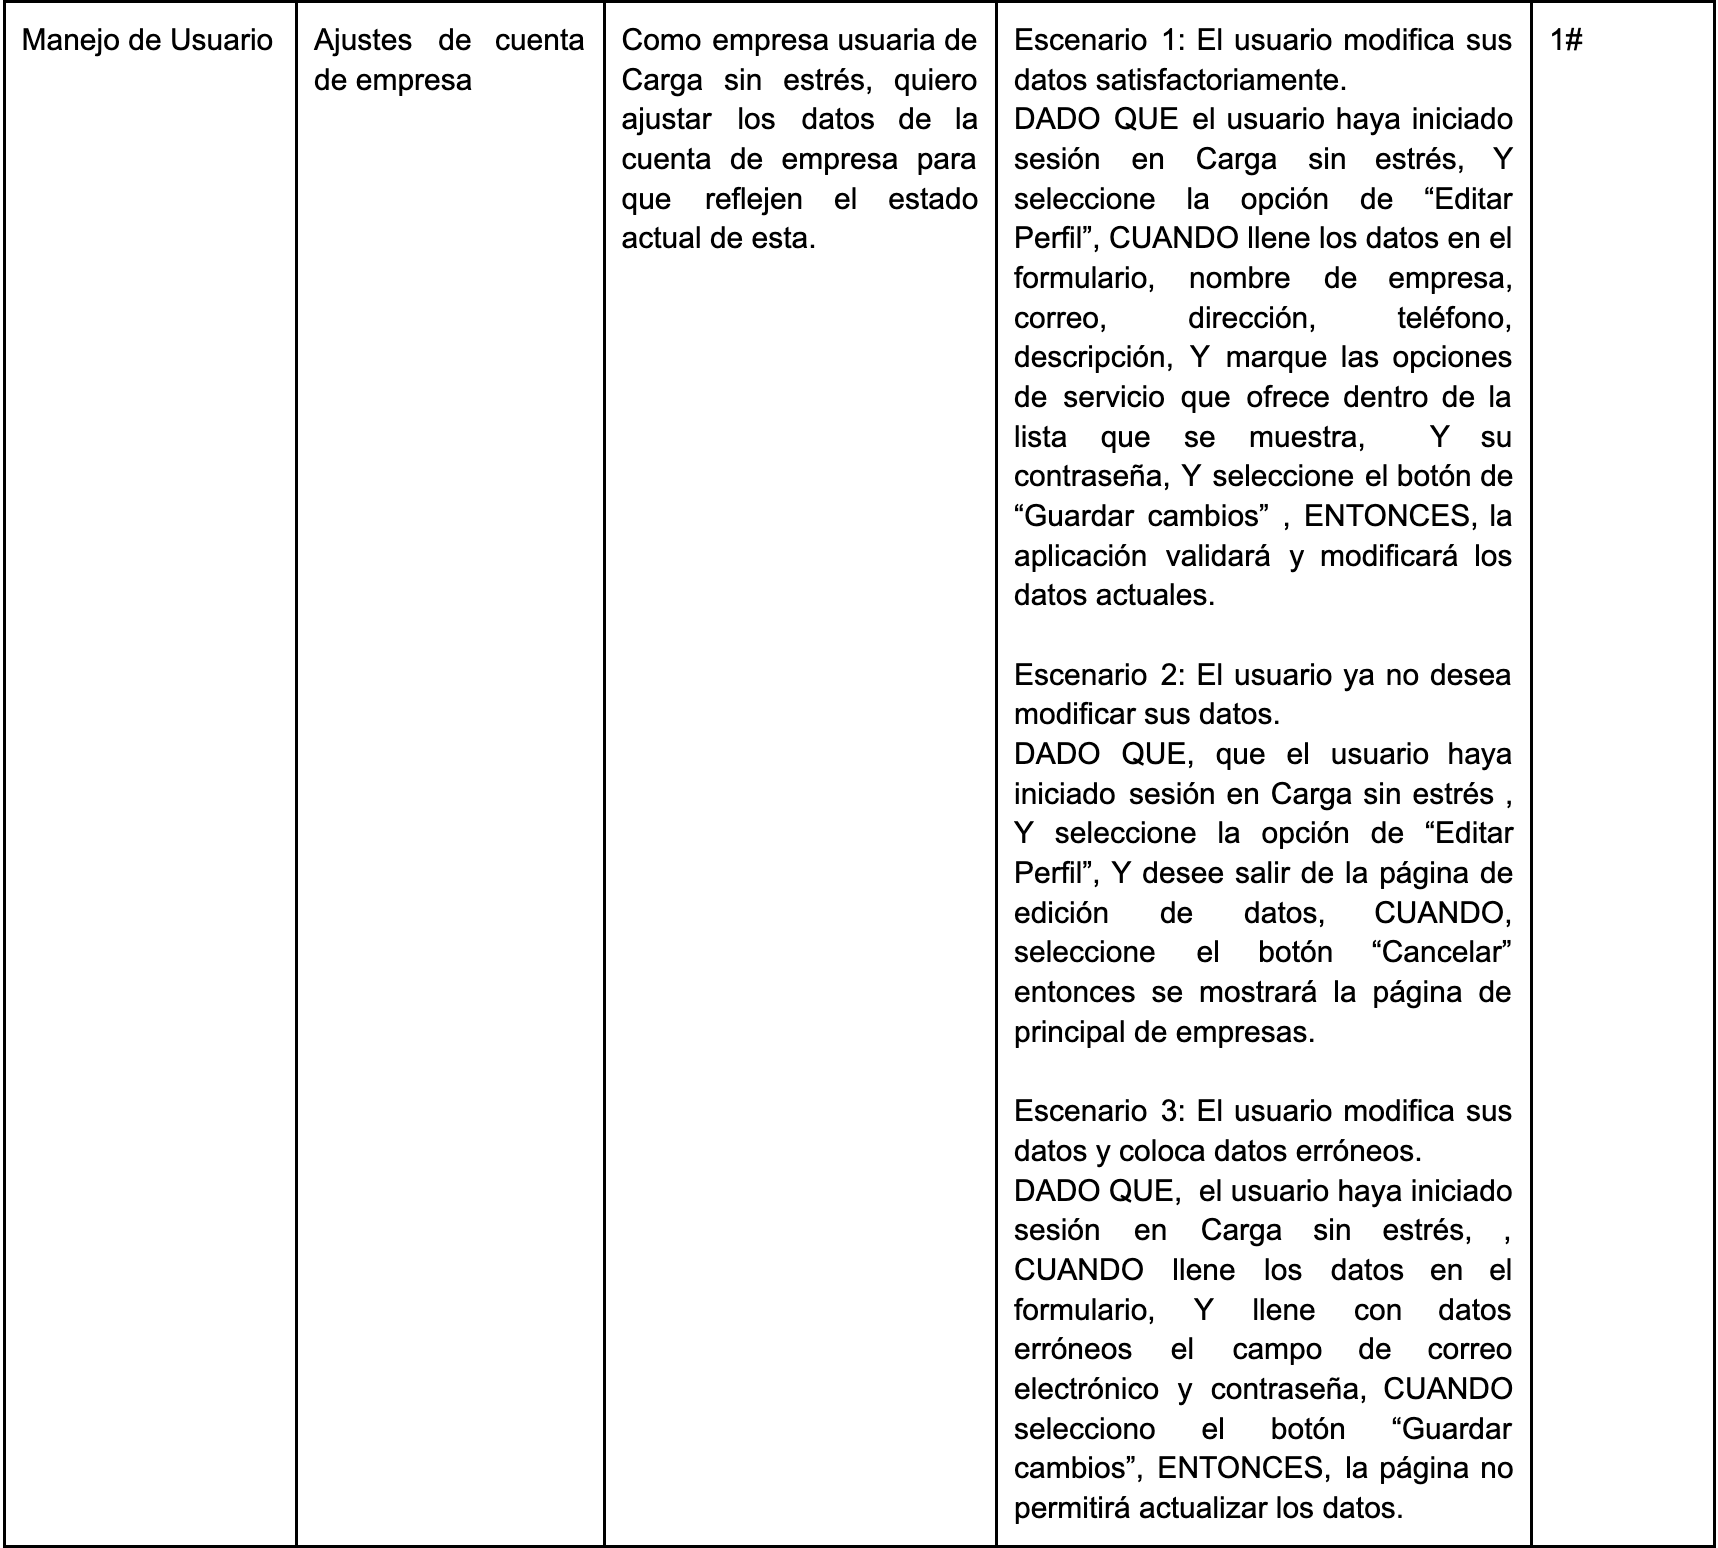 Manejo de Usuario
Ajustes de cuenta
de empresa
Como empresa usuaria de
Carga sin estrés, quiero
ajustar los datos de la
cuenta de empresa para
que reflejen el estado
actual de esta.
Escenario 1: El usuario modifica sus
datos satisfactoriamente.
DADO QUE el usuario haya iniciado
sesión en Carga sin estrés, Y
seleccione la opción de “Editar
Perfil”, CUANDO llene los datos en el
formulario, nombre de empresa,
correo, dirección, teléfono,
descripción, Y marque las opciones
de servicio que ofrece dentro de la
lista que se muestra, Y su
contraseña, Y seleccione el botón de
“Guardar cambios” , ENTONCES, la
aplicación validará y modificará los
datos actuales.
Escenario 2: El usuario ya no desea
modificar sus datos.
DADO QUE, que el usuario haya
iniciado sesión en Carga sin estrés ,
Y seleccione la opción de “Editar
Perfil”, Y desee salir de la página de
edición de datos, CUANDO,
seleccione el botón “Cancelar”
entonces se mostrará la página de
principal de empresas.
Escenario 3: El usuario modifica sus
datos y coloca datos erróneos.
DADO QUE, el usuario haya iniciado
sesión en Carga sin estrés, ,
CUANDO llene los datos en el
formulario, Y llene con datos
erróneos el campo de correo
electrónico y contraseña, CUANDO
selecciono el botón “Guardar
cambios”, ENTONCES, la página no
permitirá actualizar los datos.
1#